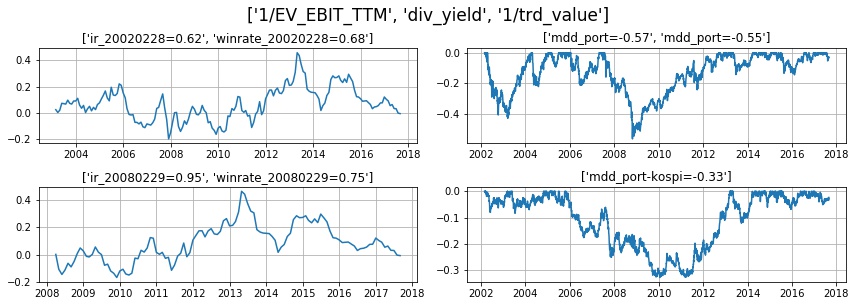 ['1/EV_EBIT_TTM', 'div_yield', '1/trd_value']
['ir_20020228=0.62', 'winrate_20020228=0.68']
0.4
0.2
0.0
−0.2
2004 2006 2008 2010 2012 2014 2016 2018
['mdd_port=-0.57', 'mdd_port=-0.55']
0.0
−0.2
−0.4
2002 2004 2006 2008 2010 2012 2014 2016 2018
['ir_20080229=0.95', 'winrate_20080229=0.75']
0.4
0.2
0.0
−0.2
2008 2009 2010 2011 2012 2013 2014 2015 2016 2017 2018
['mdd_port-kospi=-0.33']
0.0
−0.1
−0.2
−0.3
2002 2004 2006 2008 2010 2012 2014 2016 2018